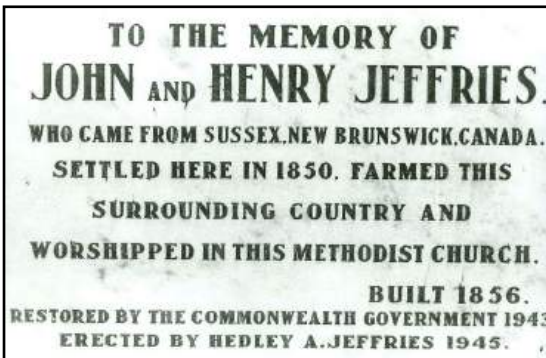 TO THE MEMORY OF
JOHN AND HENRY JEFFRIES.
WHO CAME FROM SUSSEX, NEW BRUNSWICK, CANADA.
SETTLED HERE IN 1850. FARMED THIS
SURROUNDING COUNTRY AND
WORSHIPPED IN THIS METHODIST CHURCH.
BUILT 1856.
RESTORED BY THE COMMONWEALTH GOVERNMENT 1943
ERECTED BY HEDLEY A. JEFFRIES 1945.